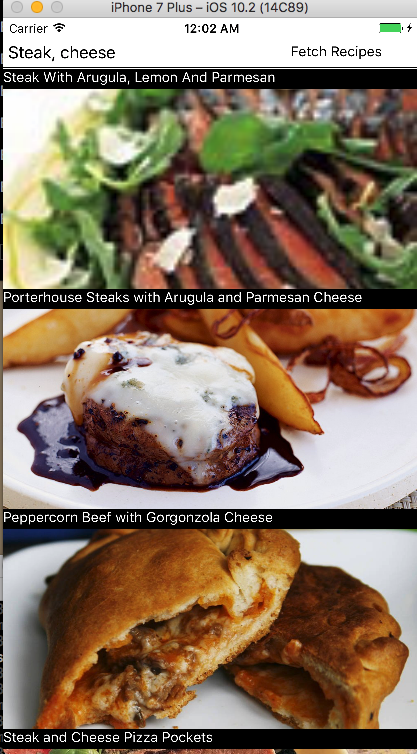 iPhone 7 Plus – iOS 10.2 (14C89)
Carrier 12:02 AM
Steak, cheese Fetch Recipes
Steak With Arugula, Lemon And Parmesan
Porterhouse Steaks with Arugula and Parmesan Cheese
Peppercorn Beef with Gorgonzola Cheese
Steak and Cheese Pizza Pockets